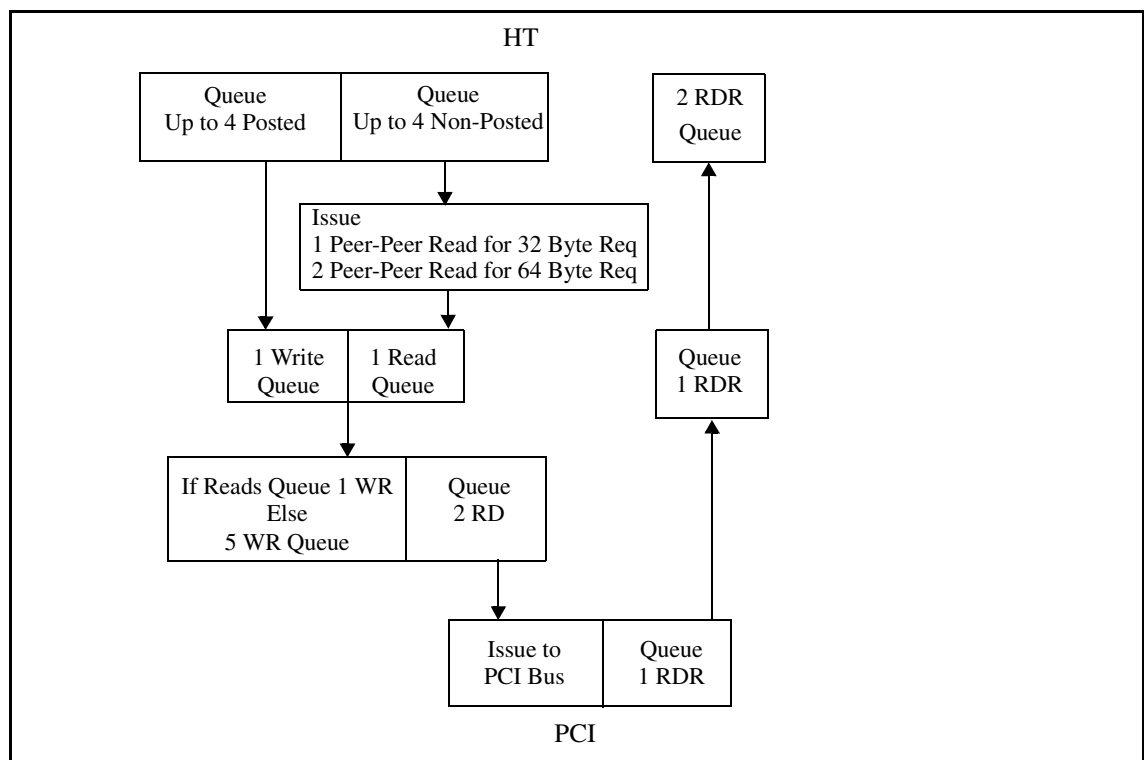 HT
Queue
Up to 4 Posted
Queue
Up to 4 Non-Posted
2 RDR
Queue
Issue
1 Peer-Peer Read for 32 Byte Req
2 Peer-Peer Read for 64 Byte Req
1 Write
Queue
1 Read
Queue
Queue
1 RDR
If Reads Queue 1 WR
Else
5 WR Queue
Queue
2 RD
Issue to
PCI Bus
Queue
1 RDR
PCI